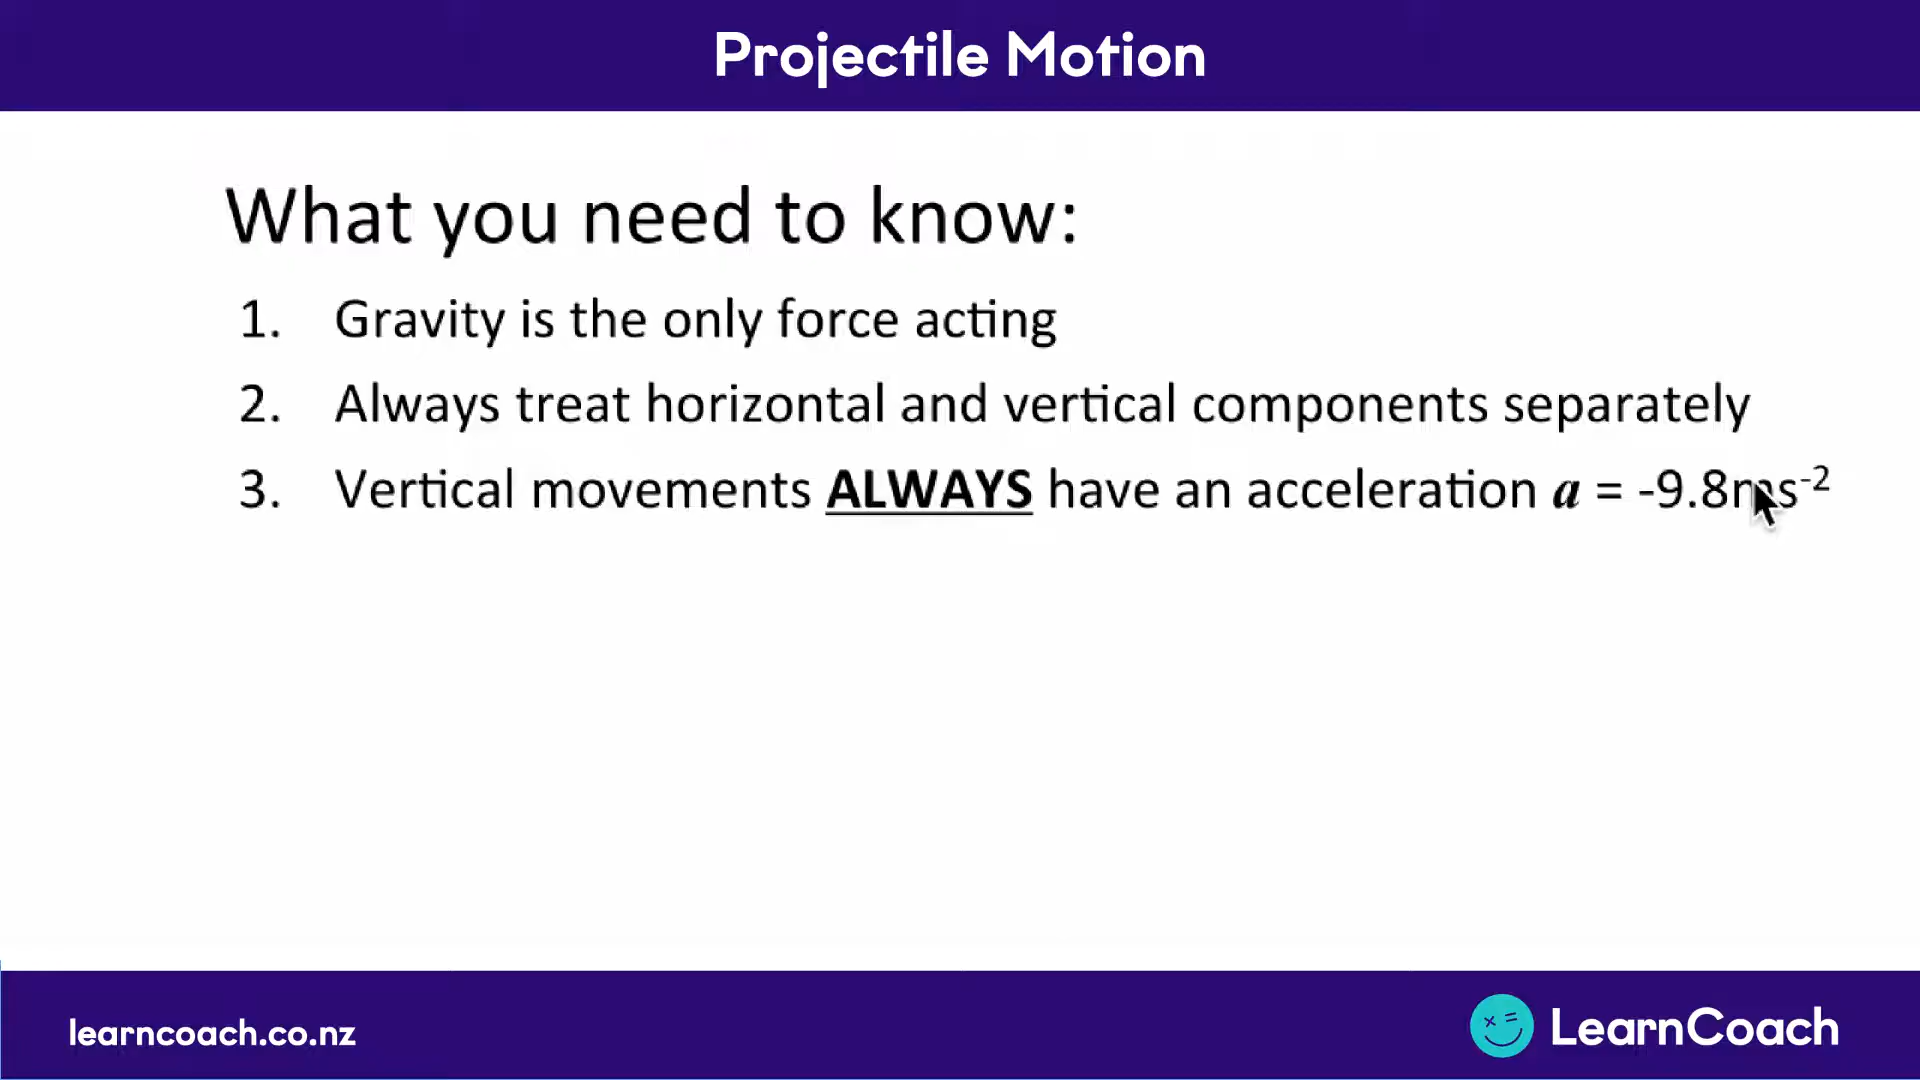 Projectile Motion
What you need to know:
1. Gravity is the only force acting
2. Always treat horizontal and vertical components separately
3. Vertical movements ALWAYS have an acceleration a = -9.8ms⁻²
learncoach.co.nz
LearnCoach